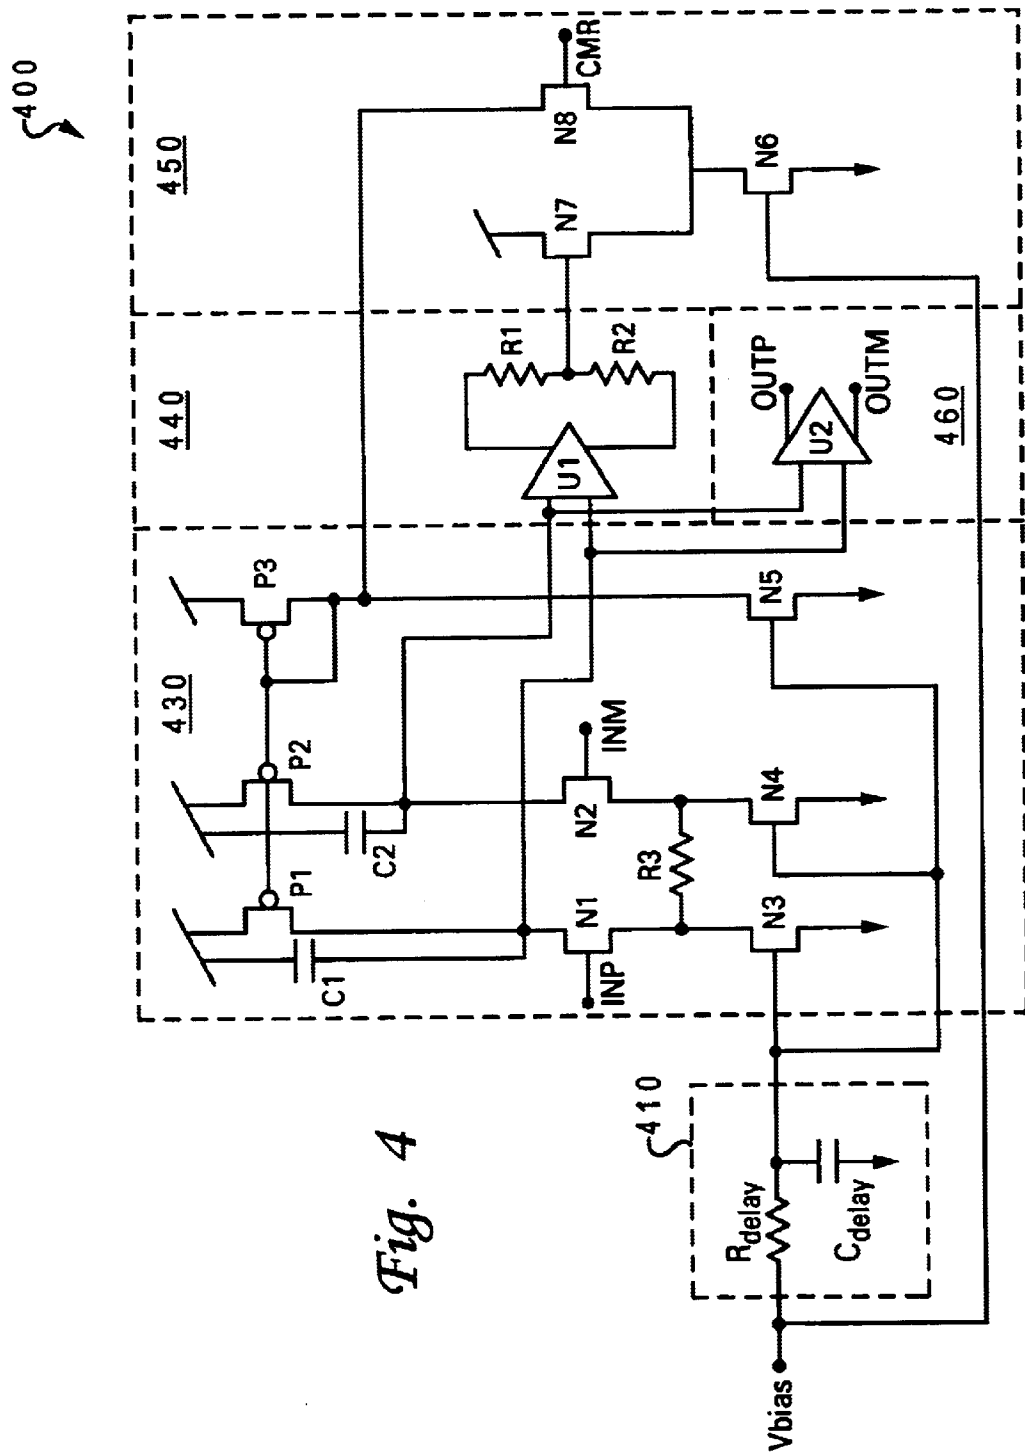 400
450
CMR
N8
N7
N6
440
R1
R2
U1
OUTP
OUTM
U2
460
430
P3
P2
P1
C2
C1
INM
N2
N1
INP
R3
N5
N4
N3
410
Rdelay
Cdelay
Vbias
Fig. 4